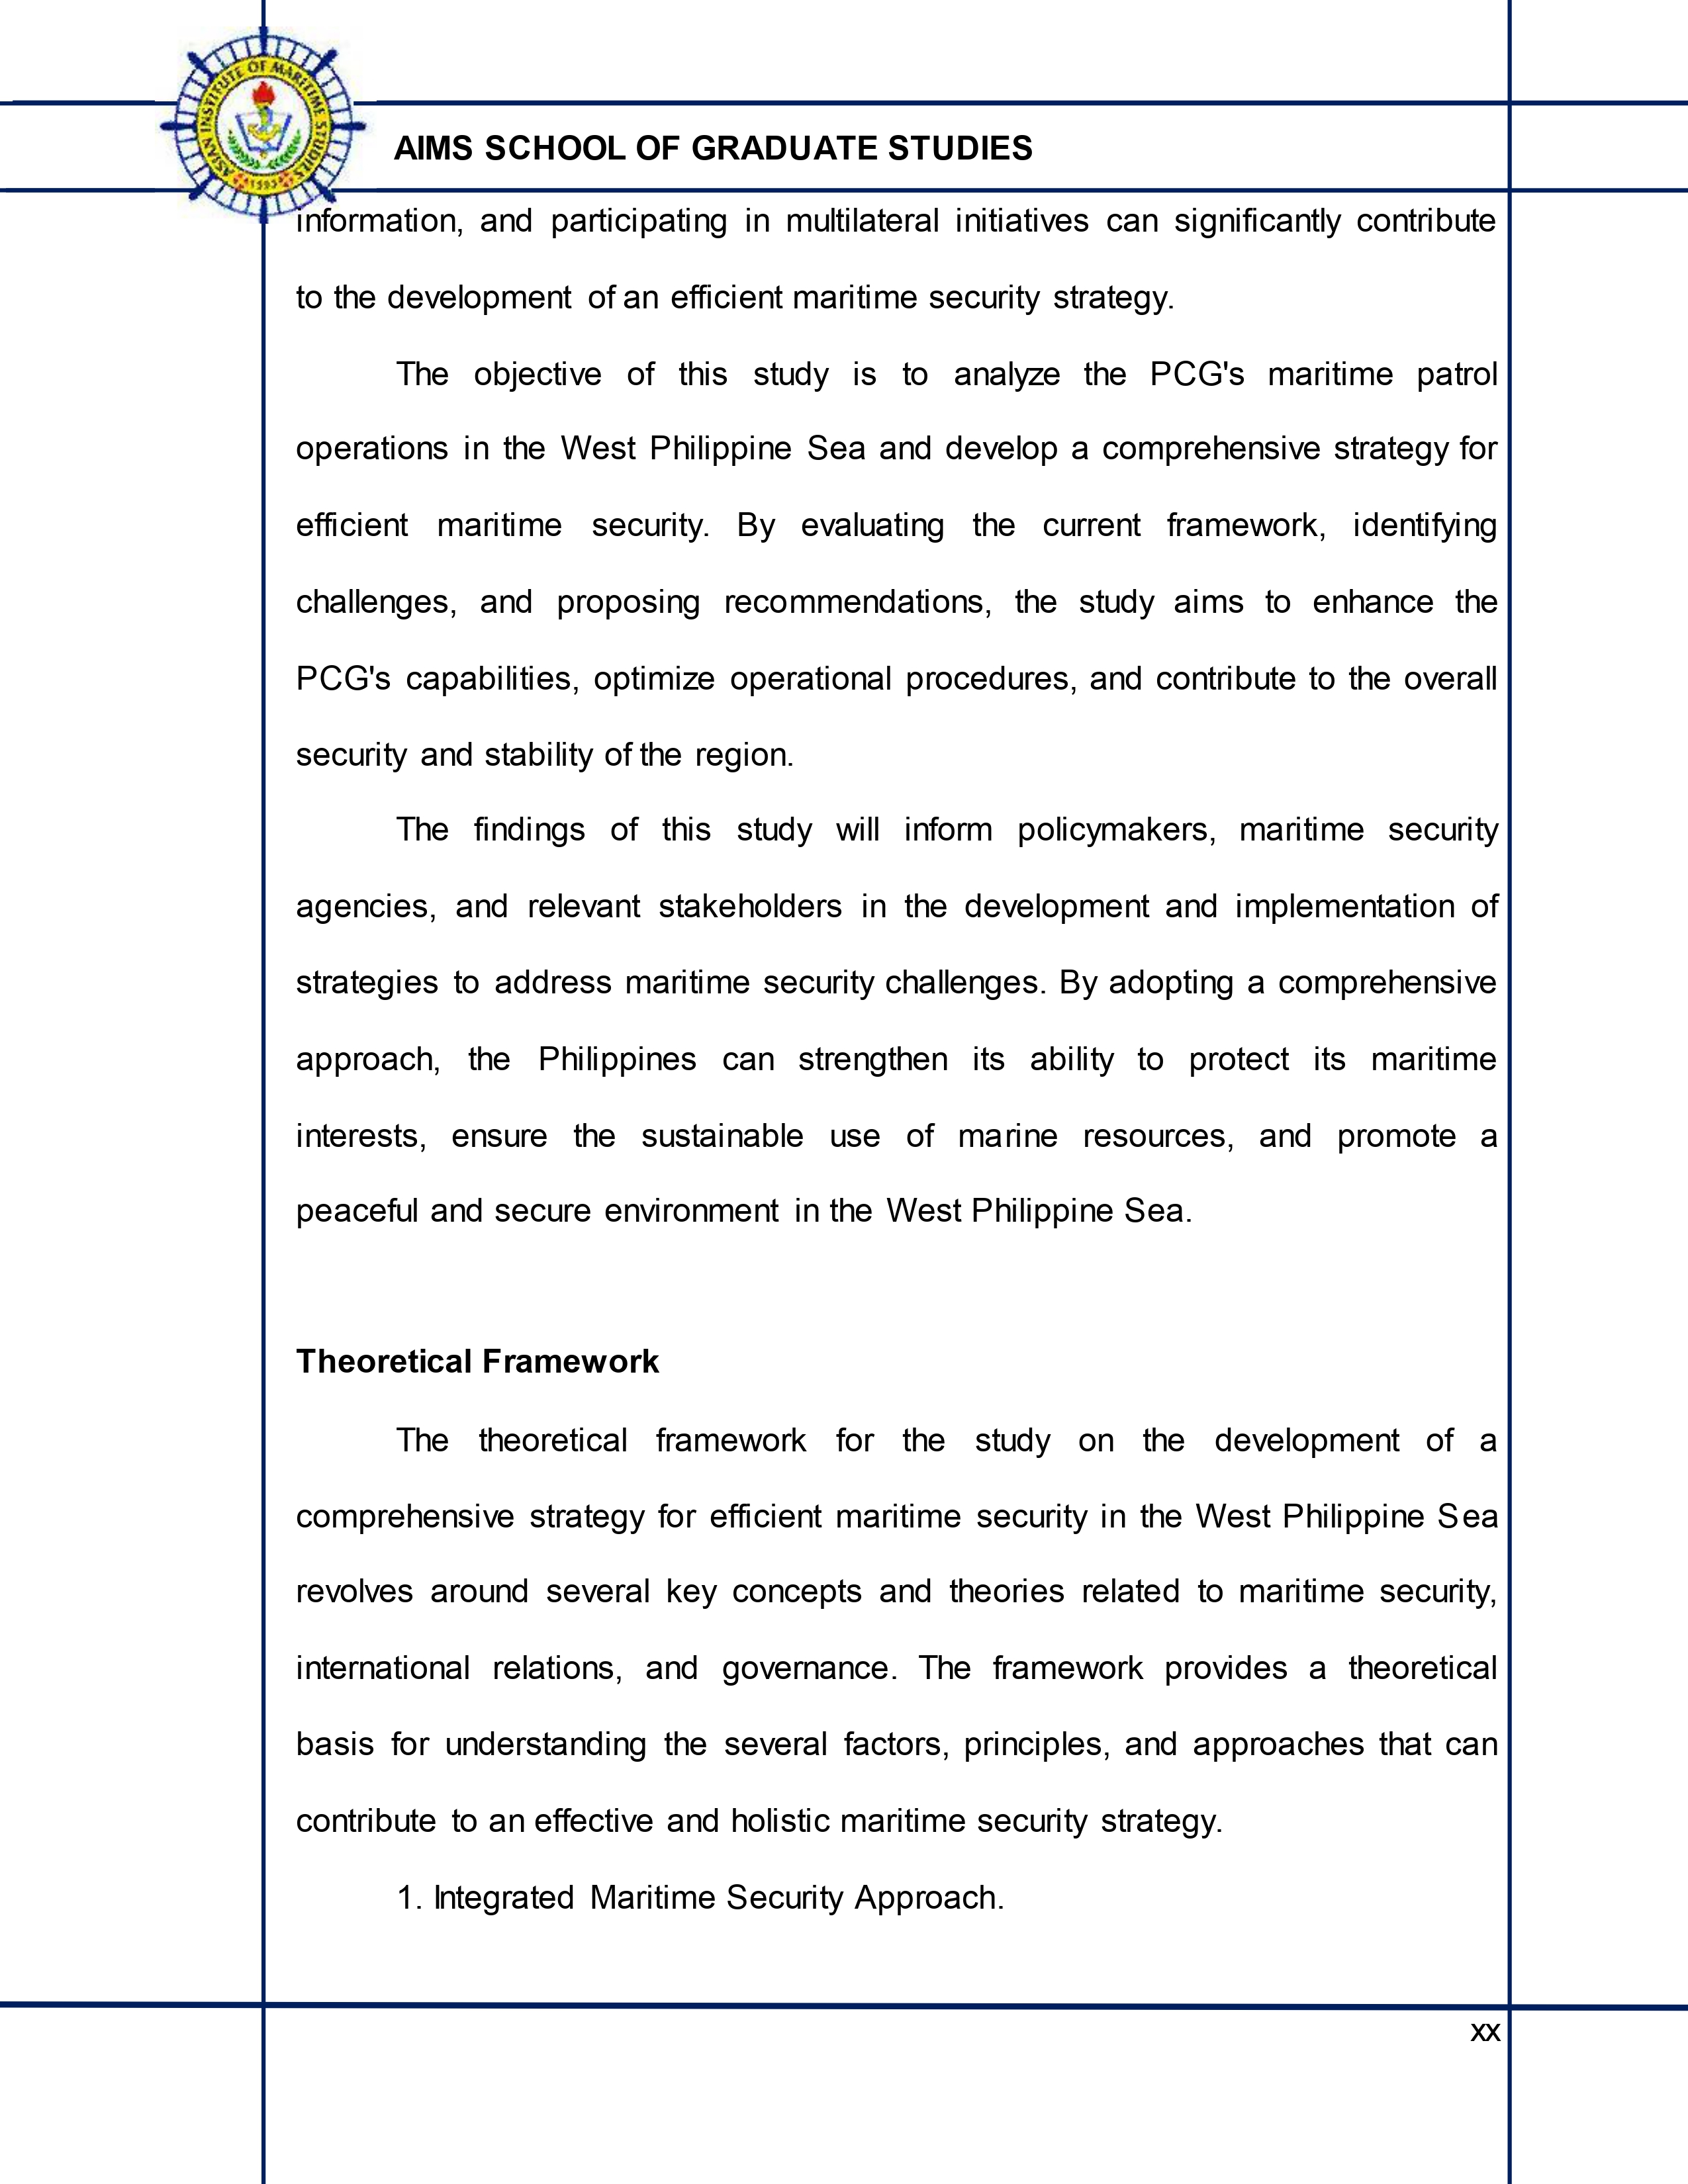 ASIAN INSTITUTE OF MARITIME STUDIES
1993
AIMS SCHOOL OF GRADUATE STUDIES
information, and participating in multilateral initiatives can significantly contribute
to the development of an efficient maritime security strategy.
The objective of this study is to analyze the PCG's maritime patrol
operations in the West Philippine Sea and develop a comprehensive strategy for
efficient maritime security. By evaluating the current framework, identifying
challenges, and proposing recommendations, the study aims to enhance the
PCG's capabilities, optimize operational procedures, and contribute to the overall
security and stability of the region.
The findings of this study will inform policymakers, maritime security
agencies, and relevant stakeholders in the development and implementation of
strategies to address maritime security challenges. By adopting a comprehensive
approach, the Philippines can strengthen its ability to protect its maritime
interests, ensure the sustainable use of marine resources, and promote a
peaceful and secure environment in the West Philippine Sea.
Theoretical Framework
The theoretical framework for the study on the development of a
comprehensive strategy for efficient maritime security in the West Philippine Sea
revolves around several key concepts and theories related to maritime security,
international relations, and governance. The framework provides a theoretical
basis for understanding the several factors, principles, and approaches that can
contribute to an effective and holistic maritime security strategy.
1. Integrated Maritime Security Approach.
xx